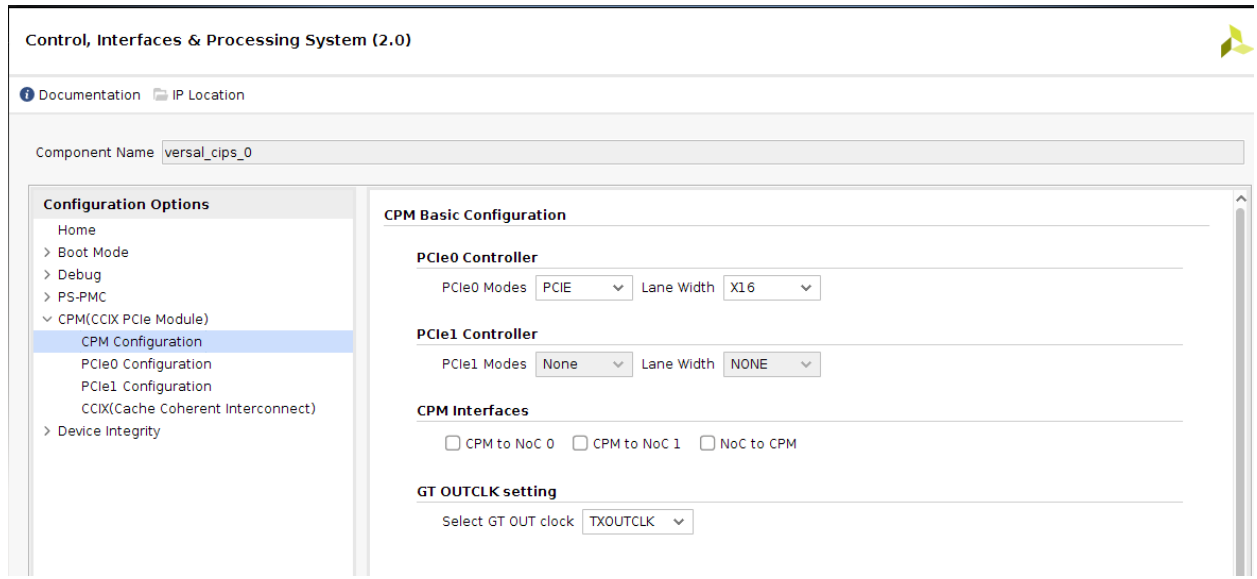 Control, Interfaces & Processing System (2.0)
Documentation IP Location
Component Name versal_cips_0
Configuration Options
Home
Boot Mode
Debug
PS-PMC
CPM(CCIX PCIe Module)
CPM Configuration
PCIe0 Configuration
PCIe1 Configuration
CCIX(Cache Coherent Interconnect)
Device Integrity
CPM Basic Configuration
PCIe0 Controller
PCIe0 Modes PCIE Lane Width X16
PCIe1 Controller
PCIe1 Modes None Lane Width NONE
CPM Interfaces
CPM to NoC 0 CPM to NoC 1 NoC to CPM
GT OUTCLK setting
Select GT OUT clock TXOUTCLK